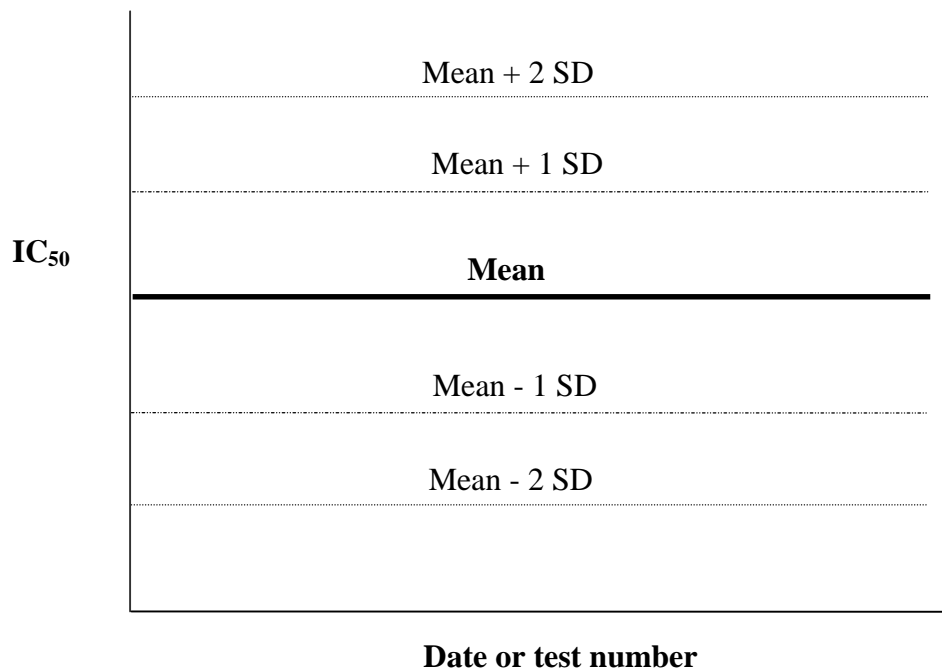 Mean + 2 SD
Mean + 1 SD
IC50
Mean
Mean - 1 SD
Mean - 2 SD
Date or test number